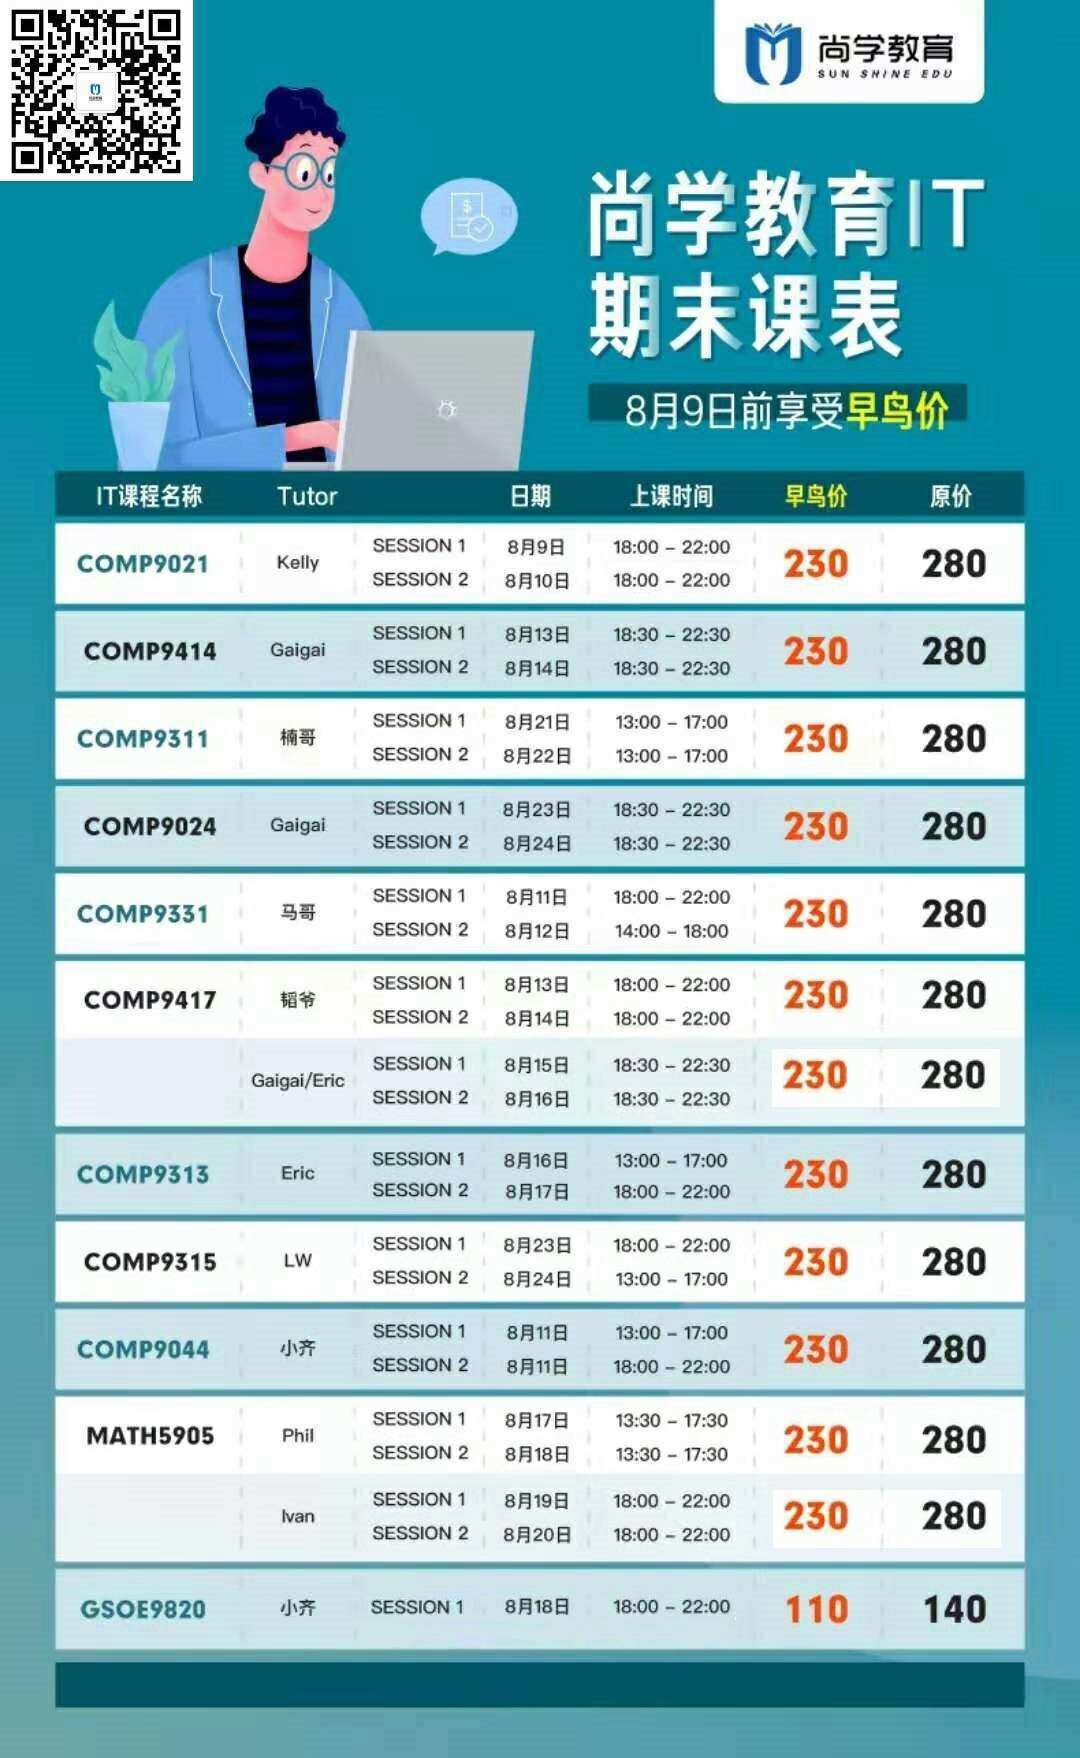 尚学教育
SUN SHINE EDU
尚学教育IT
期末课表
8月9日前享受早鸟价
IT课程名称 Tutor 日期 上课时间 早鸟价 原价
COMP9021 Kelly SESSION 1 8月9日 18:00 – 22:00 230 280
SESSION 2 8月10日 18:00 – 22:00
COMP9414 Gaigai SESSION 1 8月13日 18:30 – 22:30 230 280
SESSION 2 8月14日 18:30 – 22:30
COMP9311 楠哥 SESSION 1 8月21日 13:00 – 17:00 230 280
SESSION 2 8月22日 13:00 – 17:00
COMP9024 Gaigai SESSION 1 8月23日 18:30 – 22:30 230 280
SESSION 2 8月24日 18:30 – 22:30
COMP9331 马哥 SESSION 1 8月11日 18:00 – 22:00 230 280
SESSION 2 8月12日 14:00 – 18:00
COMP9417 韬爷 SESSION 1 8月13日 18:00 – 22:00 230 280
SESSION 2 8月14日 18:00 – 22:00
Gaigai/Eric SESSION 1 8月15日 18:30 – 22:30 230 280
SESSION 2 8月16日 18:30 – 22:30
COMP9313 Eric SESSION 1 8月16日 13:00 – 17:00 230 280
SESSION 2 8月17日 18:00 – 22:00
COMP9315 LW SESSION 1 8月23日 18:00 – 22:00 230 280
SESSION 2 8月24日 13:00 – 17:00
COMP9044 小齐 SESSION 1 8月11日 13:00 – 17:00 230 280
SESSION 2 8月11日 18:00 – 22:00
MATH5905 Phil SESSION 1 8月17日 13:30 – 17:30 230 280
SESSION 2 8月18日 13:30 – 17:30
Ivan SESSION 1 8月19日 18:00 – 22:00 230 280
SESSION 2 8月20日 18:00 – 22:00
GSOE9820 小齐 SESSION 1 8月18日 18:00 – 22:00 110 140